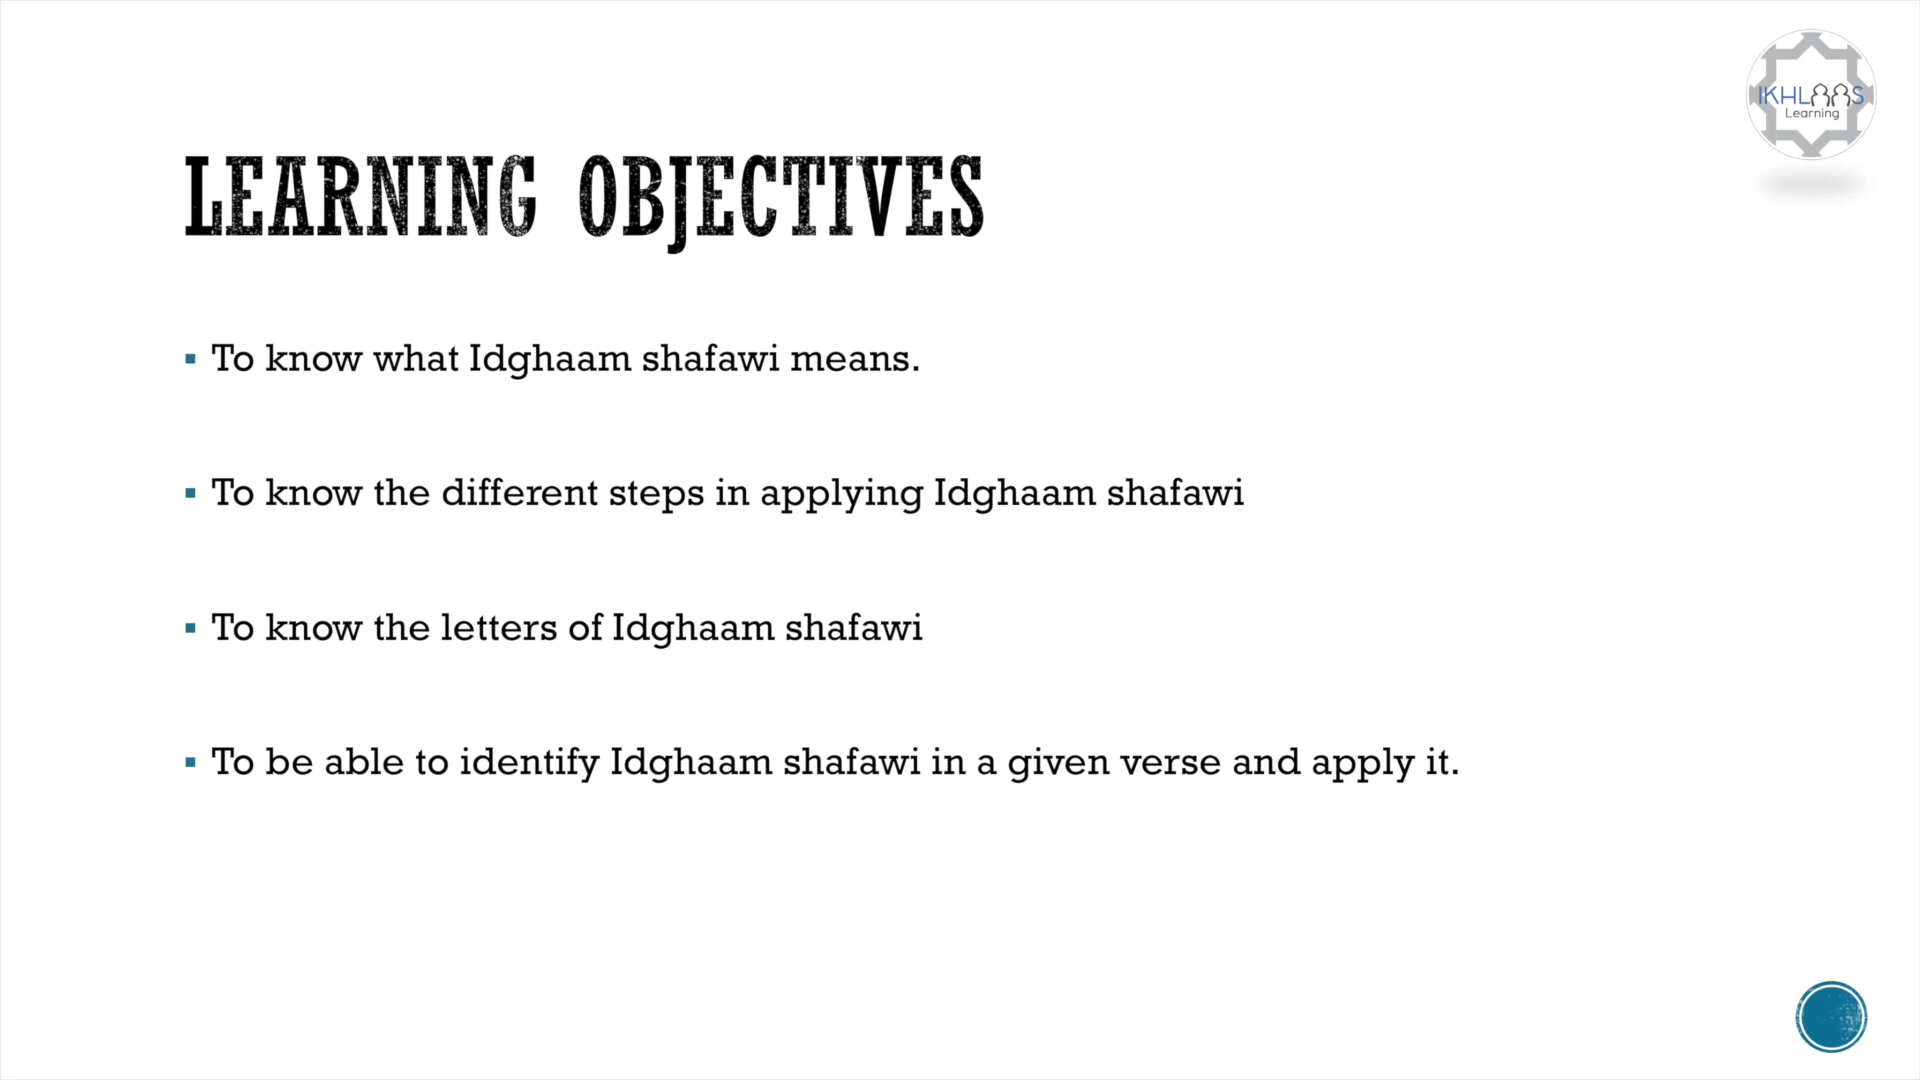 IKHLAAS
Learning
LEARNING OBJECTIVES
▪ To know what Idghaam shafawi means.
▪ To know the different steps in applying Idghaam shafawi
▪ To know the letters of Idghaam shafawi
▪ To be able to identify Idghaam shafawi in a given verse and apply it.